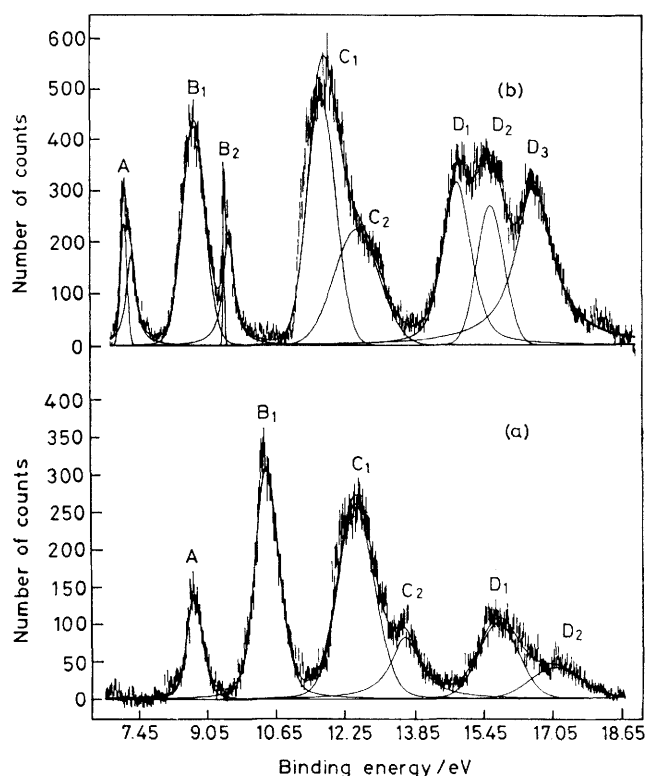 600
500
400
300
200
100
0
Number of counts
A
B1
B2
C1
C2
(b)
D1
D2
D3
400
350
300
250
200
150
100
50
0
Number of counts
A
B1
C1
C2
(a)
D1
D2
7.45 9.05 10.65 12.25 13.85 15.45 17.05 18.65
Binding energy/eV